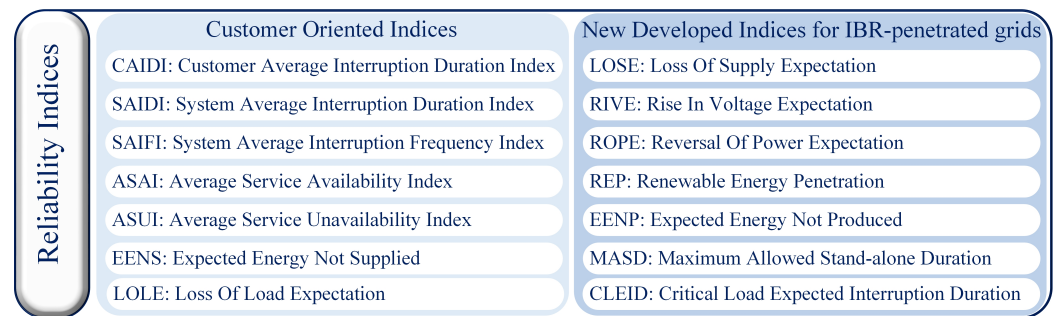 Reliability Indices
Customer Oriented Indices
CAIDI: Customer Average Interruption Duration Index
SAIDI: System Average Interruption Duration Index
SAIFI: System Average Interruption Frequency Index
ASAI: Average Service Availability Index
ASUI: Average Service Unavailability Index
EENS: Expected Energy Not Supplied
LOLE: Loss Of Load Expectation
New Developed Indices for IBR-penetrated grids
LOSE: Loss Of Supply Expectation
RIVE: Rise In Voltage Expectation
ROPE: Reversal Of Power Expectation
REP: Renewable Energy Penetration
EENP: Expected Energy Not Produced
MASD: Maximum Allowed Stand-alone Duration
CLEID: Critical Load Expected Interruption Duration